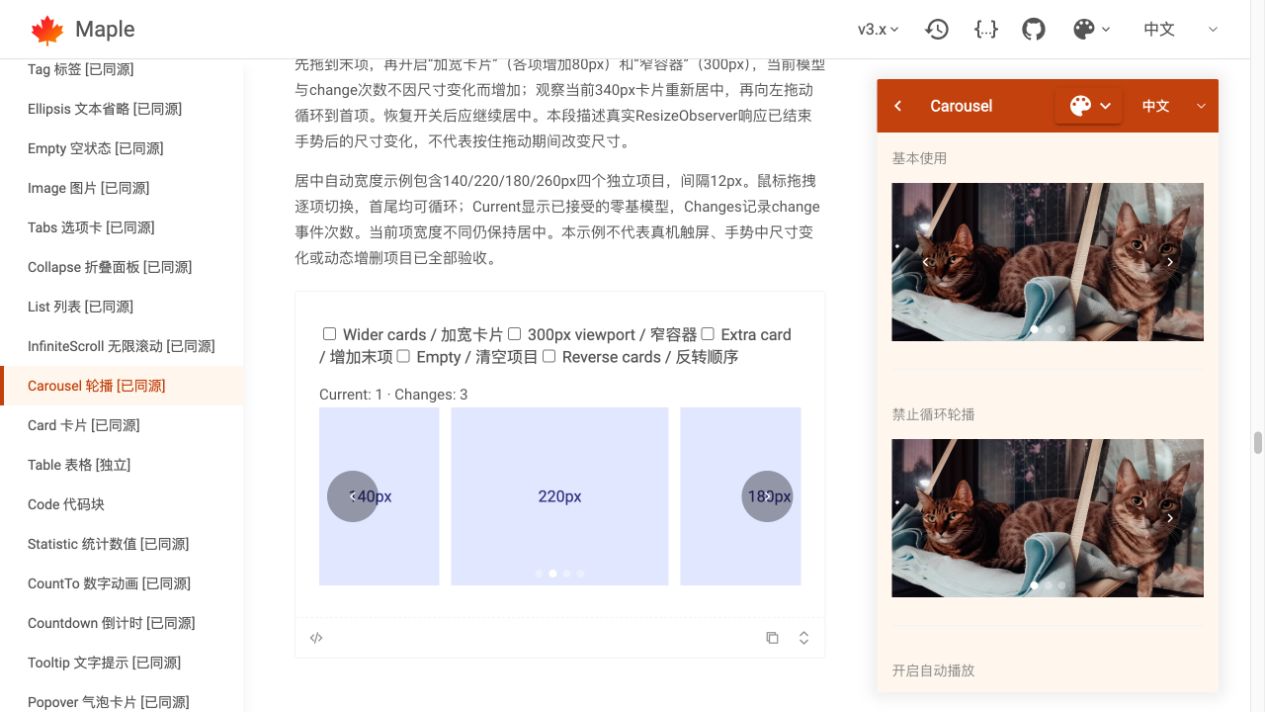 Maple
v3.x
中文
Tag 标签 [已同源]
Ellipsis 文本省略 [已同源]
Empty 空状态 [已同源]
Image 图片 [已同源]
Tabs 选项卡 [已同源]
Collapse 折叠面板 [已同源]
List 列表 [已同源]
InfiniteScroll 无限滚动 [已同源]
Carousel 轮播 [已同源]
Card 卡片 [已同源]
Table 表格 [独立]
Code 代码块
Statistic 统计数值 [已同源]
CountTo 数字动画 [已同源]
Countdown 倒计时 [已同源]
Tooltip 文字提示 [已同源]
Popover 气泡卡片 [已同源]
先拖到末项，再开启“加宽卡片”（各项增加80px）和“窄容器”（300px），当前模型
与change次数不因尺寸变化而增加；观察当前340px卡片重新居中，再向左拖动
循环到首项。恢复开关后应继续居中。本段描述真实ResizeObserver响应已结束
手势后的尺寸变化，不代表按住拖动期间改变尺寸。
居中自动宽度示例包含140/220/180/260px四个独立项目，间隔12px。鼠标拖拽
逐项切换，首尾均可循环；Current显示已接受的零基模型，Changes记录change
事件次数。当前项宽度不同仍保持居中。本示例不代表真机触屏、手势中尺寸变
化或动态增删项目已全部验收。
Wider cards / 加宽卡片 300px viewport / 窄容器 Extra card
/ 增加末项 Empty / 清空项目 Reverse cards / 反转顺序
Current: 1 · Changes: 3
140px
220px
180px
Carousel
中文
基本使用
禁止循环轮播
开启自动播放